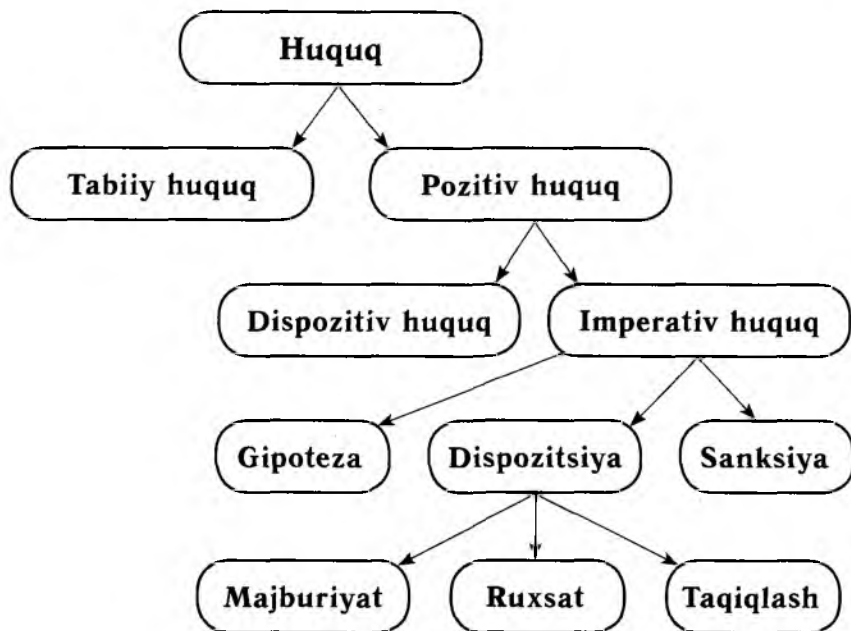 Huquq
Tabiiy huquq
Pozitiv huquq
Dispozitiv huquq
Imperativ huquq
Gipoteza
Dispozitsiya
Sanksiya
Majburiyat
Ruxsat
Taqiqlash